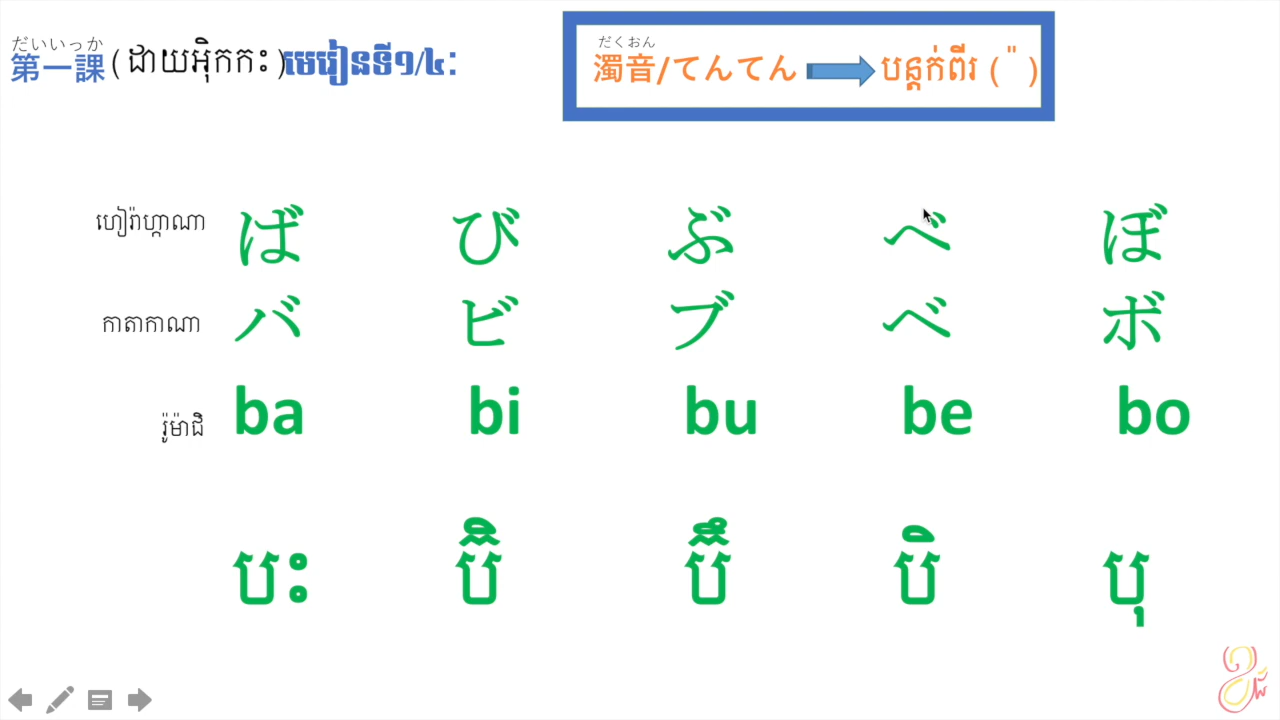 だいいっか
第一課(ដាយអ៊ិកកះ)មេរៀនទី១/៤:
だくおん
濁音/てんてん បន្តក់ពីរ ( ៉ )
ហៀរ៉ាហ្កាណា ば び ぶ べ ぼ
កាតាកាណា バ ビ ブ ベ ボ
រ៉ូម៉ាជិ ba bi bu be bo
បះ ប៊ិ ប៊ឹ បិ បុ